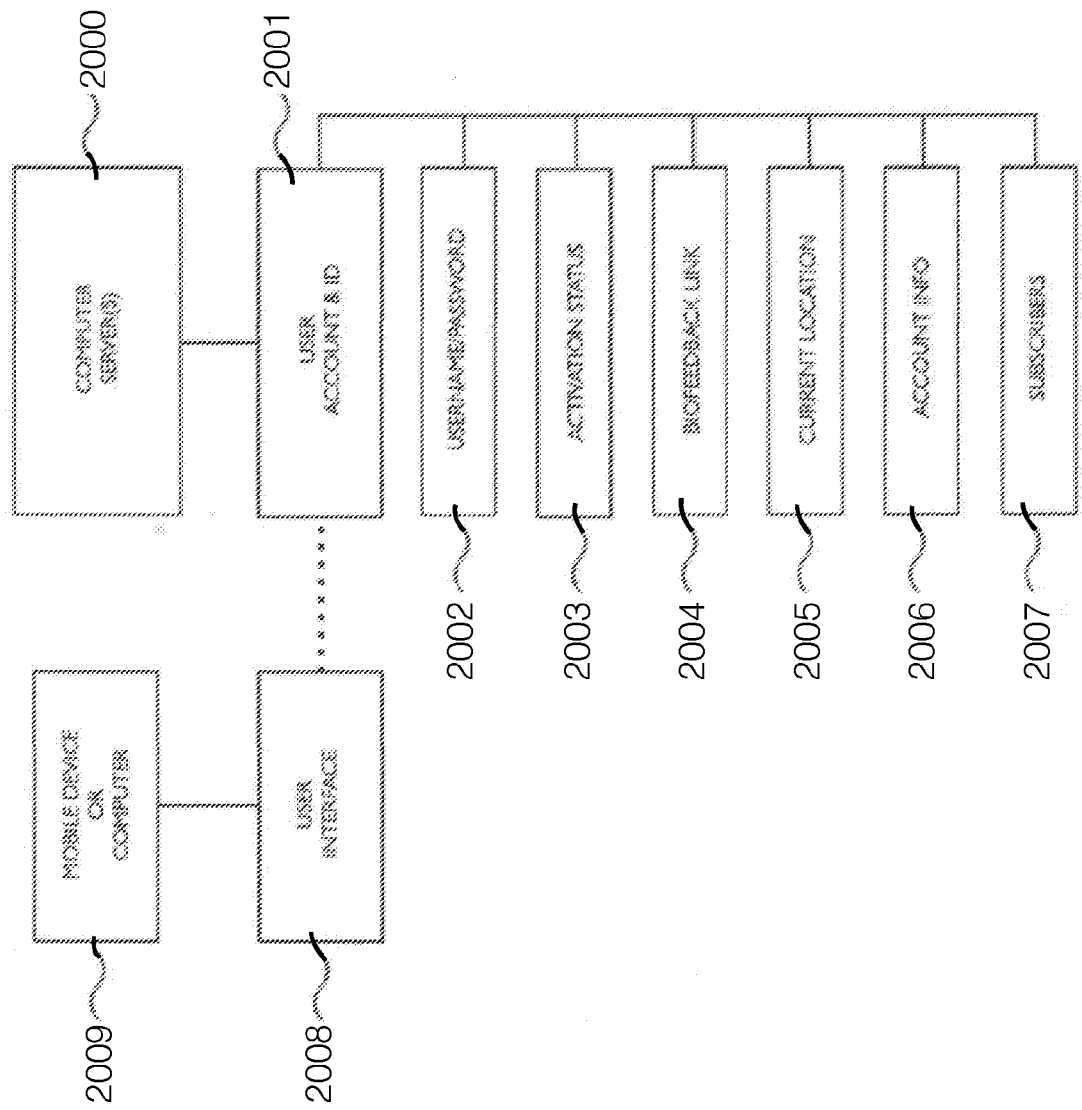 2000
COMPUTER
SERVER(S)
2001
USER
ACCOUNT & ID
2002
USERNAME/PASSWORD
2003
ACTIVATION STATUS
2004
BIOFEEDBACK LINK
2005
CURRENT LOCATION
2006
ACCOUNT INFO
2007
SUBSCRIBERS
2009
MOBILE DEVICE
OR
COMPUTER
2008
USER
INTERFACE